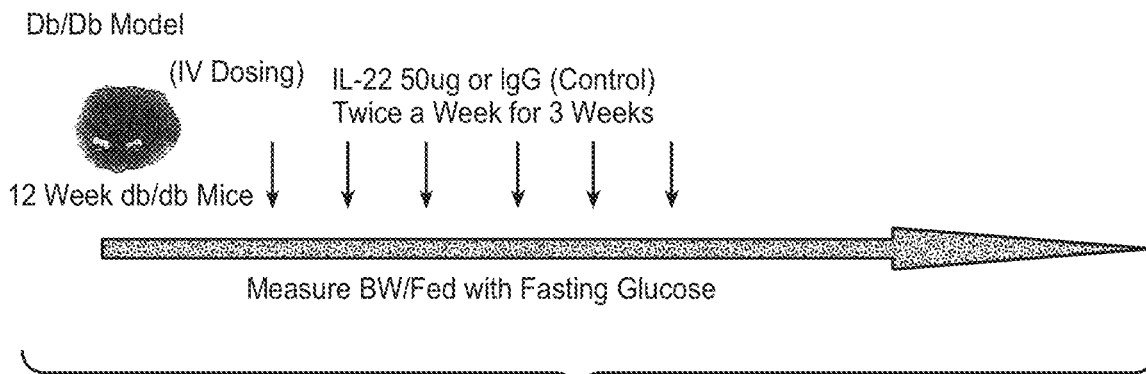 Db/Db Model
(IV Dosing)
IL-22 50ug or IgG (Control)
Twice a Week for 3 Weeks
12 Week db/db Mice
Measure BW/Fed with Fasting Glucose